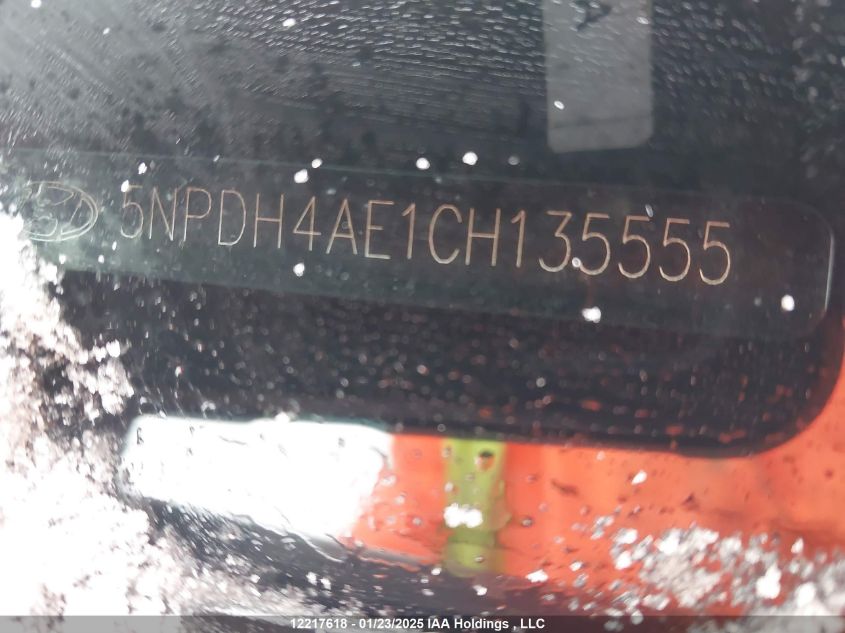 5NPDH4AE1CH135555
12217618 - 01/23/2025 IAA Holdings , LLC